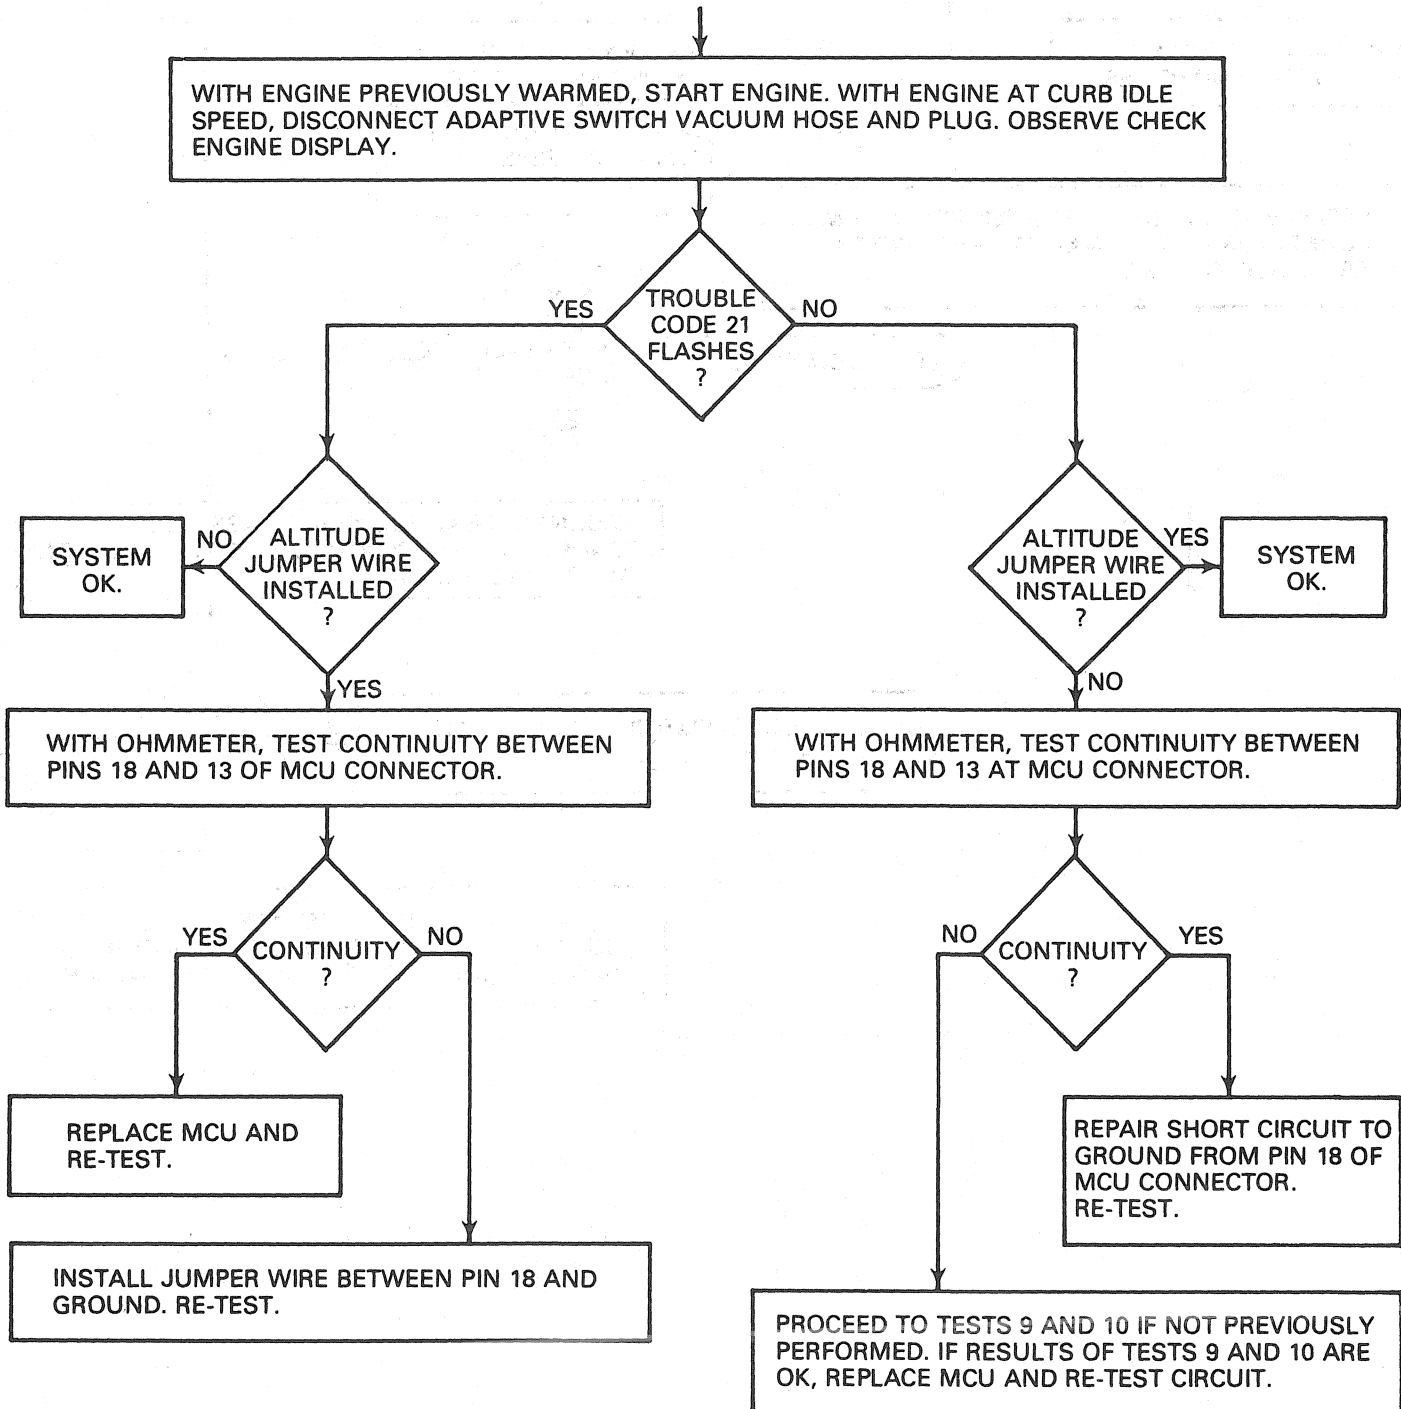 WITH ENGINE PREVIOUSLY WARMED, START ENGINE. WITH ENGINE AT CURB IDLE
SPEED, DISCONNECT ADAPTIVE SWITCH VACUUM HOSE AND PLUG. OBSERVE CHECK
ENGINE DISPLAY.
YES
TROUBLE
CODE 21
FLASHES
?
NO
SYSTEM
OK.
NO
ALTITUDE
JUMPER WIRE
INSTALLED
?
YES
WITH OHMMETER, TEST CONTINUITY BETWEEN
PINS 18 AND 13 OF MCU CONNECTOR.
YES
CONTINUITY
?
NO
REPLACE MCU AND
RE-TEST.
INSTALL JUMPER WIRE BETWEEN PIN 18 AND
GROUND. RE-TEST.
ALTITUDE
JUMPER WIRE
INSTALLED
?
YES
SYSTEM
OK.
NO
WITH OHMMETER, TEST CONTINUITY BETWEEN
PINS 18 AND 13 AT MCU CONNECTOR.
NO
CONTINUITY
?
YES
REPAIR SHORT CIRCUIT TO
GROUND FROM PIN 18 OF
MCU CONNECTOR.
RE-TEST.
PROCEED TO TESTS 9 AND 10 IF NOT PREVIOUSLY
PERFORMED. IF RESULTS OF TESTS 9 AND 10 ARE
OK, REPLACE MCU AND RE-TEST CIRCUIT.